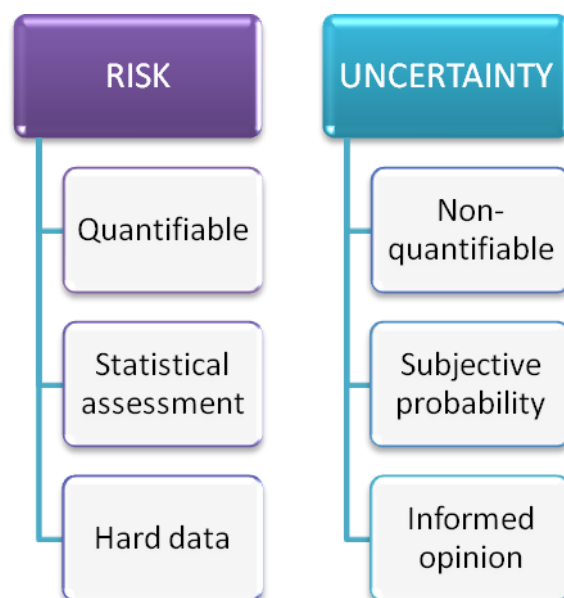 RISK
Quantifiable
Statistical
assessment
Hard data
UNCERTAINTY
Non-
quantifiable
Subjective
probability
Informed
opinion